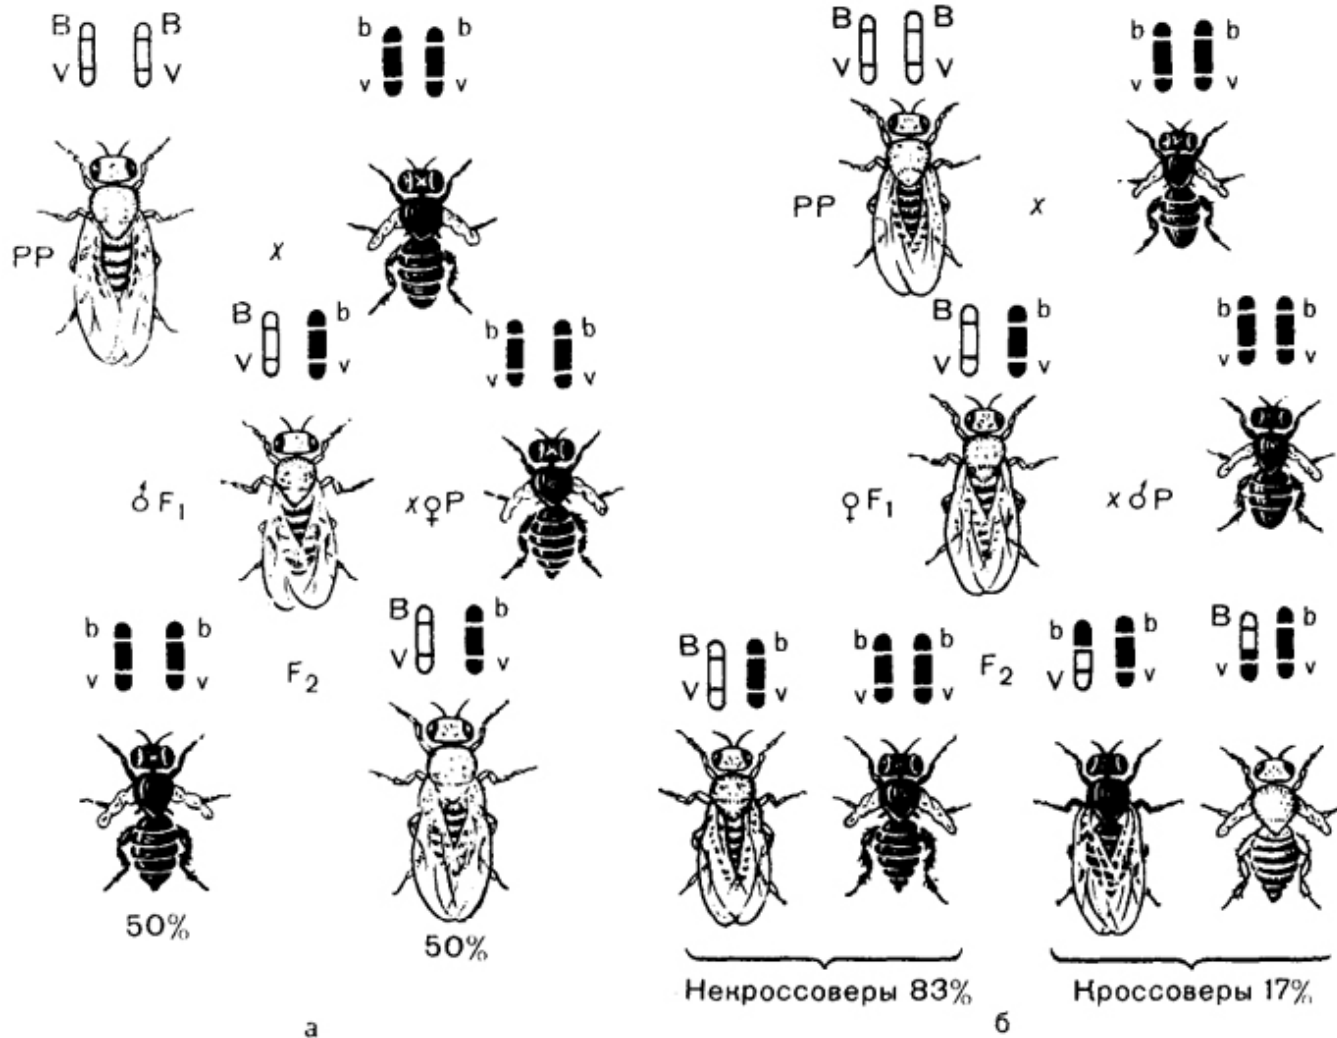 B B b b
V V v v
PP x
B b b b
V v v v
♂ F₁ x ♀ P
b b B b
v v V v
F₂
50% 50%
а
B B b b
V V v v
PP x
B b b b
V v v v
♀ F₁ x ♂ P
B b b b b b B b
V v v v V v v v
F₂
Некроссоверы 83% Кроссоверы 17%
б